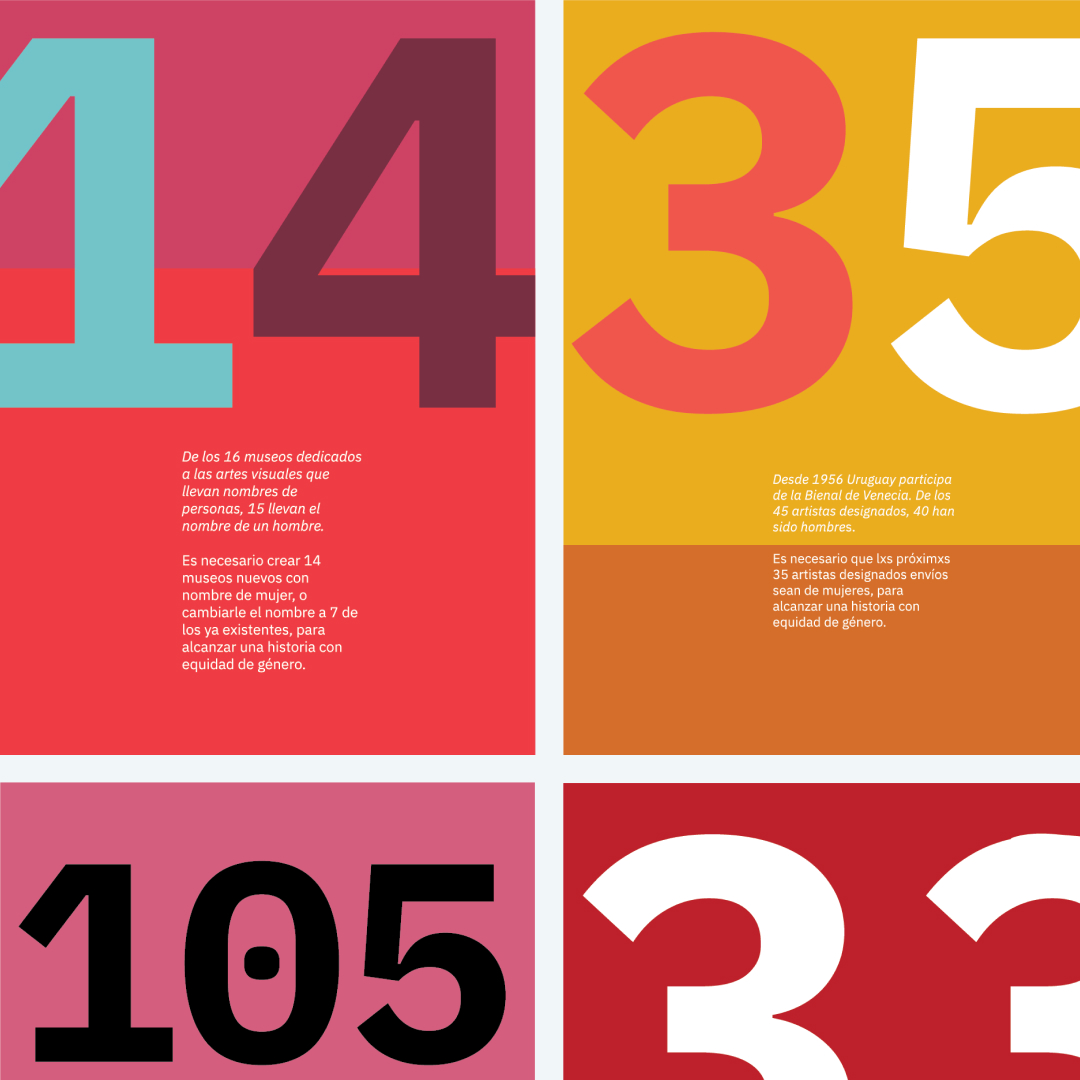 14
De los 16 museos dedicados
a las artes visuales que
llevan nombres de
personas, 15 llevan el
nombre de un hombre.
Es necesario crear 14
museos nuevos con
nombre de mujer, o
cambiarle el nombre a 7 de
los ya existentes, para
alcanzar una historia con
equidad de género.
35
Desde 1956 Uruguay participa
de la Bienal de Venecia. De los
45 artistas designados, 40 han
sido hombres.
Es necesario que lxs próximxs
35 artistas designados envíos
sean de mujeres, para
alcanzar una historia con
equidad de género.
105
33